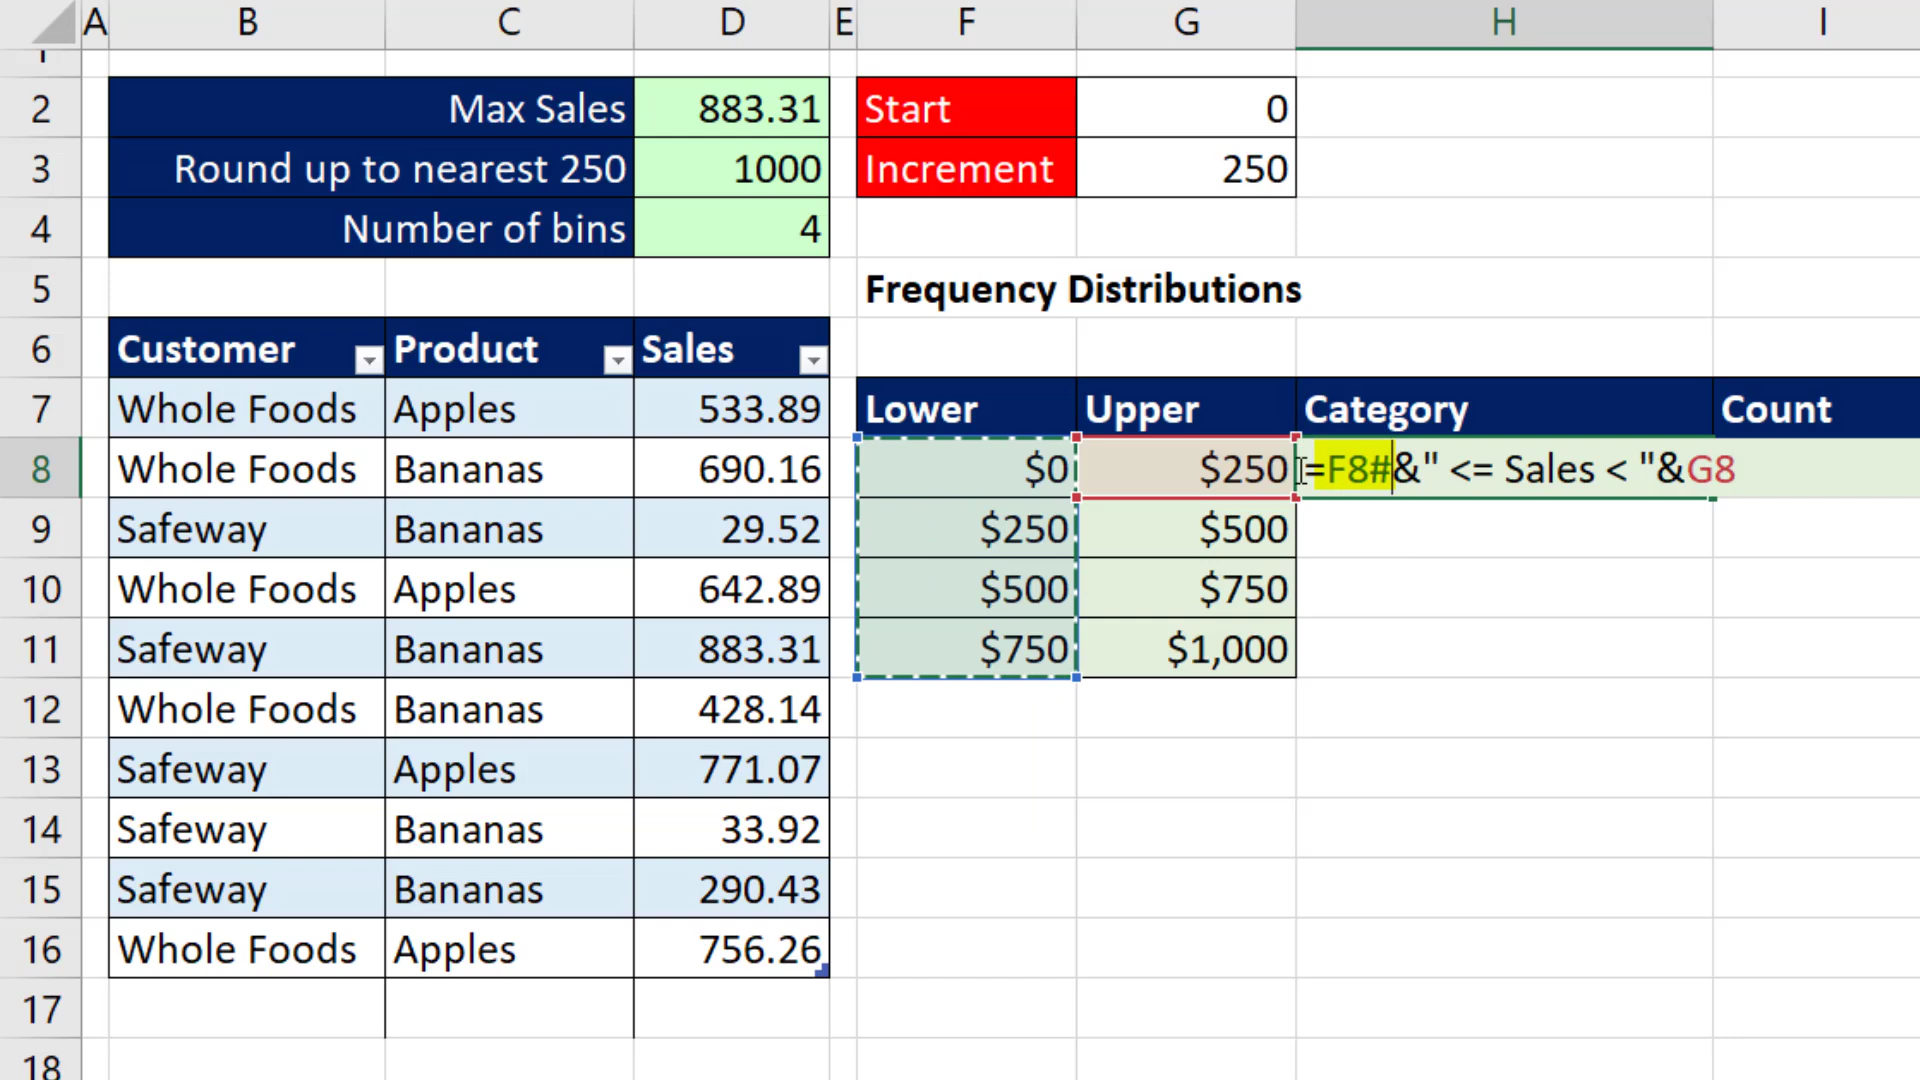 A B C D E F G H I
2 Max Sales 883.31 Start 0
3 Round up to nearest 250 1000 Increment 250
4 Number of bins 4
5 Frequency Distributions
6 Customer Product Sales
7 Whole Foods Apples 533.89 Lower Upper Category Count
8 Whole Foods Bananas 690.16 $0 $250 =F8#&" <= Sales < "&G8
9 Safeway Bananas 29.52 $250 $500
10 Whole Foods Apples 642.89 $500 $750
11 Safeway Bananas 883.31 $750 $1,000
12 Whole Foods Bananas 428.14
13 Safeway Apples 771.07
14 Safeway Bananas 33.92
15 Safeway Bananas 290.43
16 Whole Foods Apples 756.26
17
18